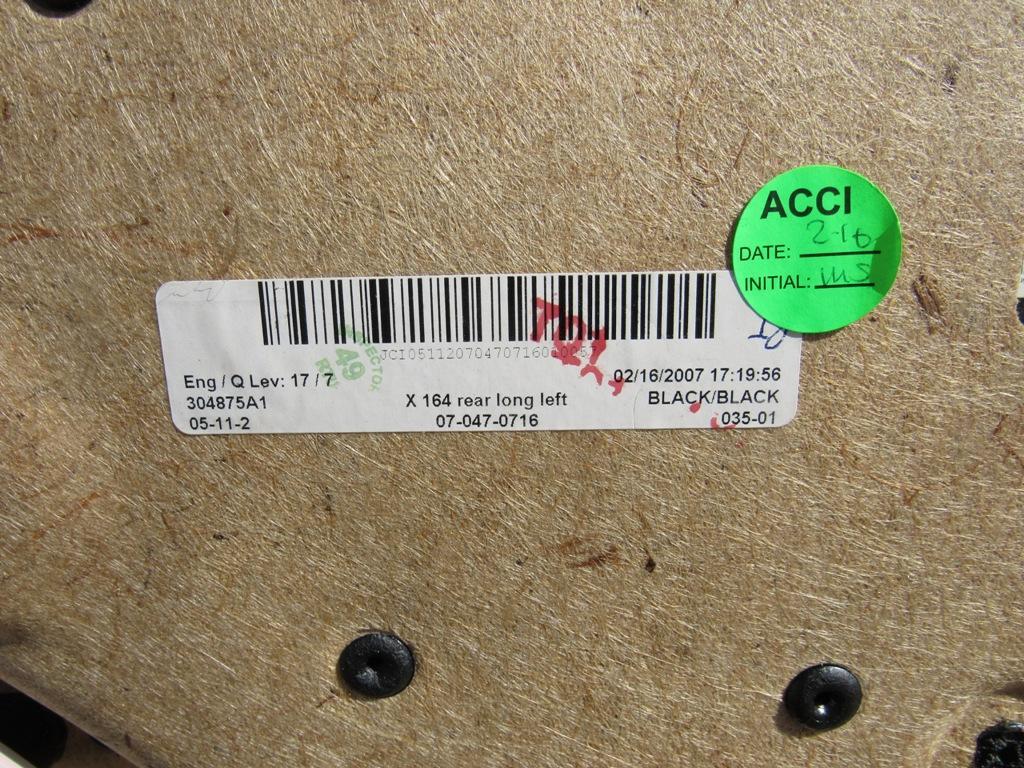 ACCI
DATE: 2-16
INITIAL: MS
Eng / Q Lev: 17 / 7
02/16/2007 17:19:56
304875A1
X 164 rear long left
BLACK/BLACK
05-11-2
07-047-0716
035-01
49